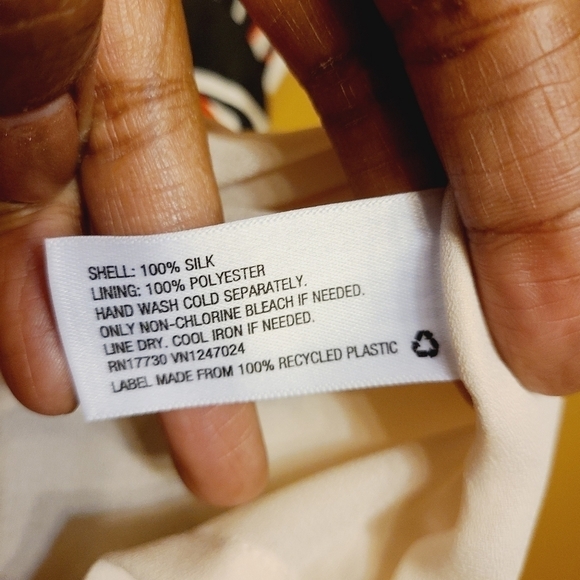 SHELL: 100% SILK
LINING: 100% POLYESTER
HAND WASH COLD SEPARATELY.
ONLY NON-CHLORINE BLEACH IF NEEDED.
LINE DRY. COOL IRON IF NEEDED.
RN17730 VN1247024
LABEL MADE FROM 100% RECYCLED PLASTIC